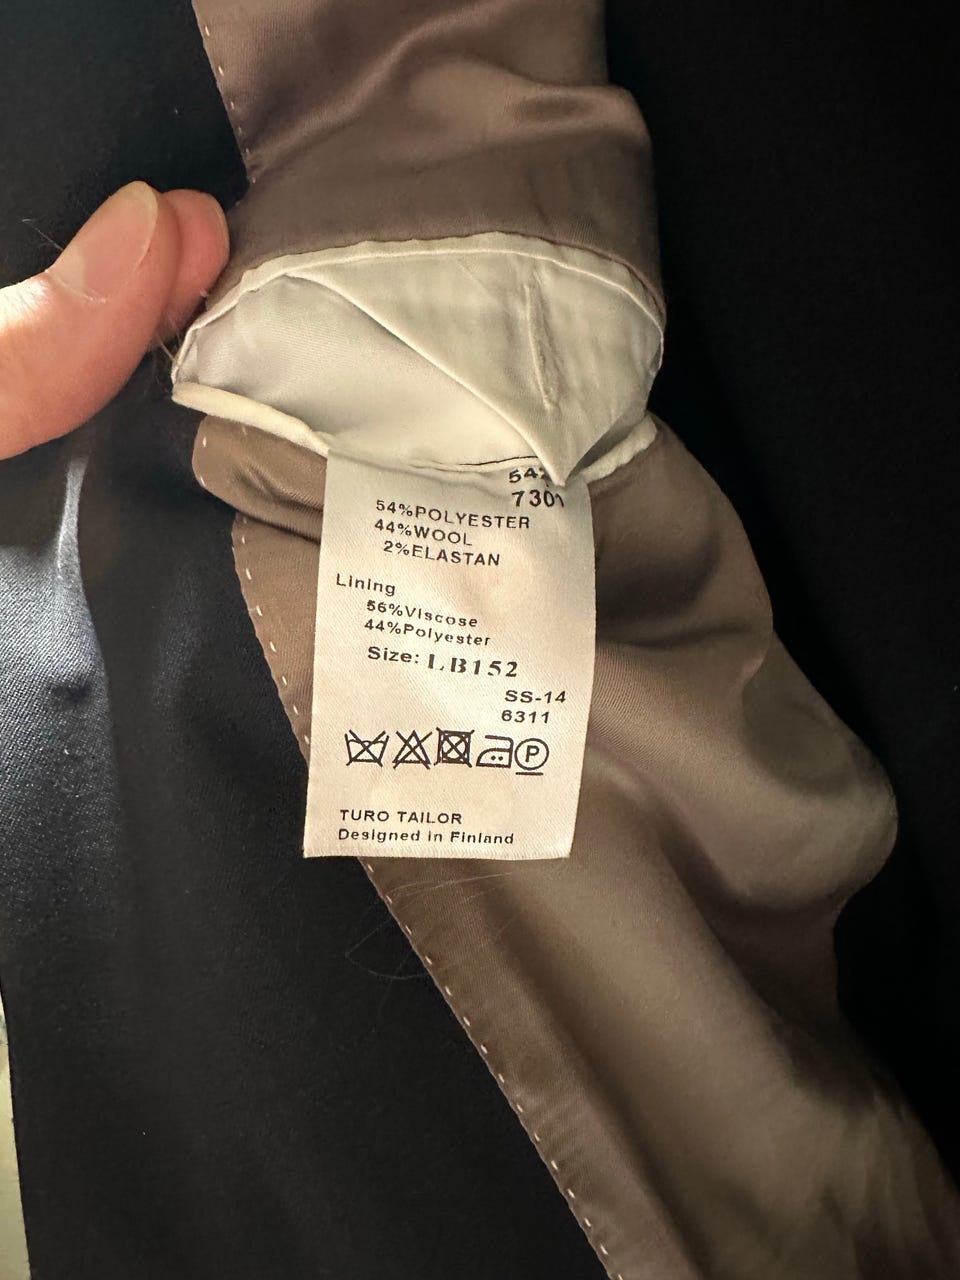 7301
54%POLYESTER
44%WOOL
2%ELASTAN
Lining
56%Viscose
44%Polyester
Size: LB152
SS-14
6311
P
TURO TAILOR
Designed in Finland